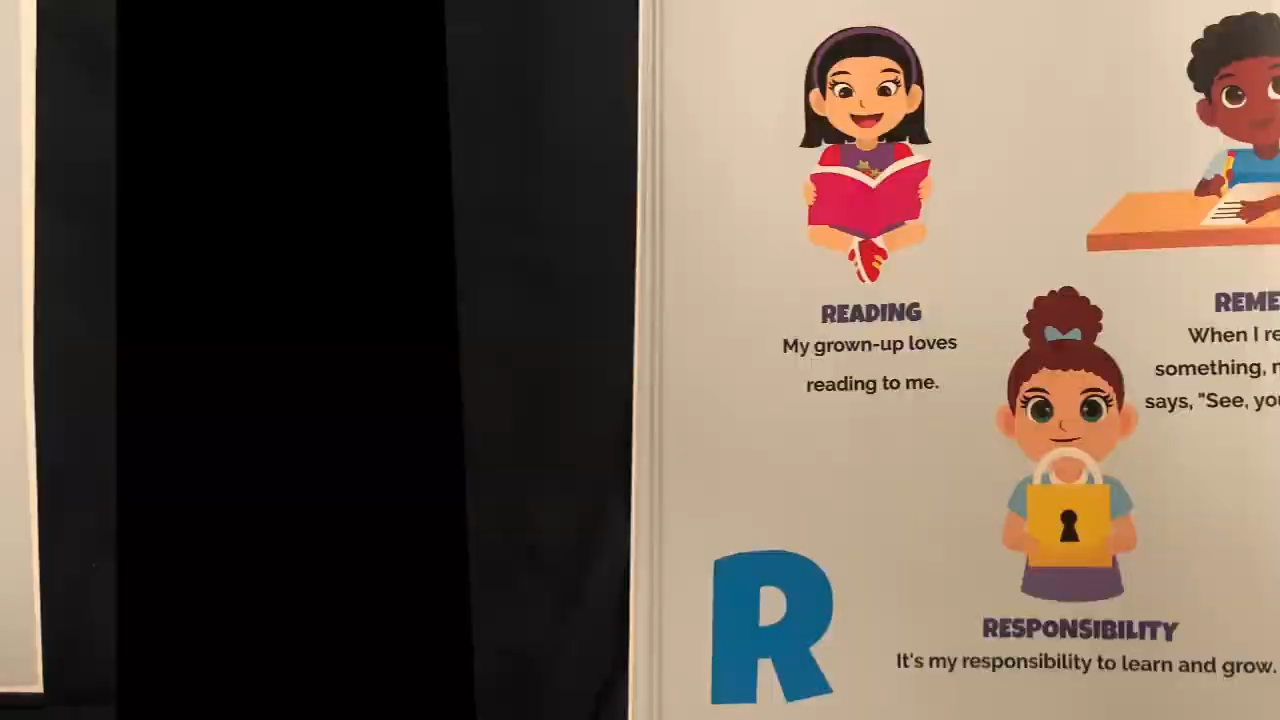 READING
My grown-up loves
reading to me.
REME
When I re
something,
says, "See, you
RESPONSIBILITY
It's my responsibility to learn and grow.
R